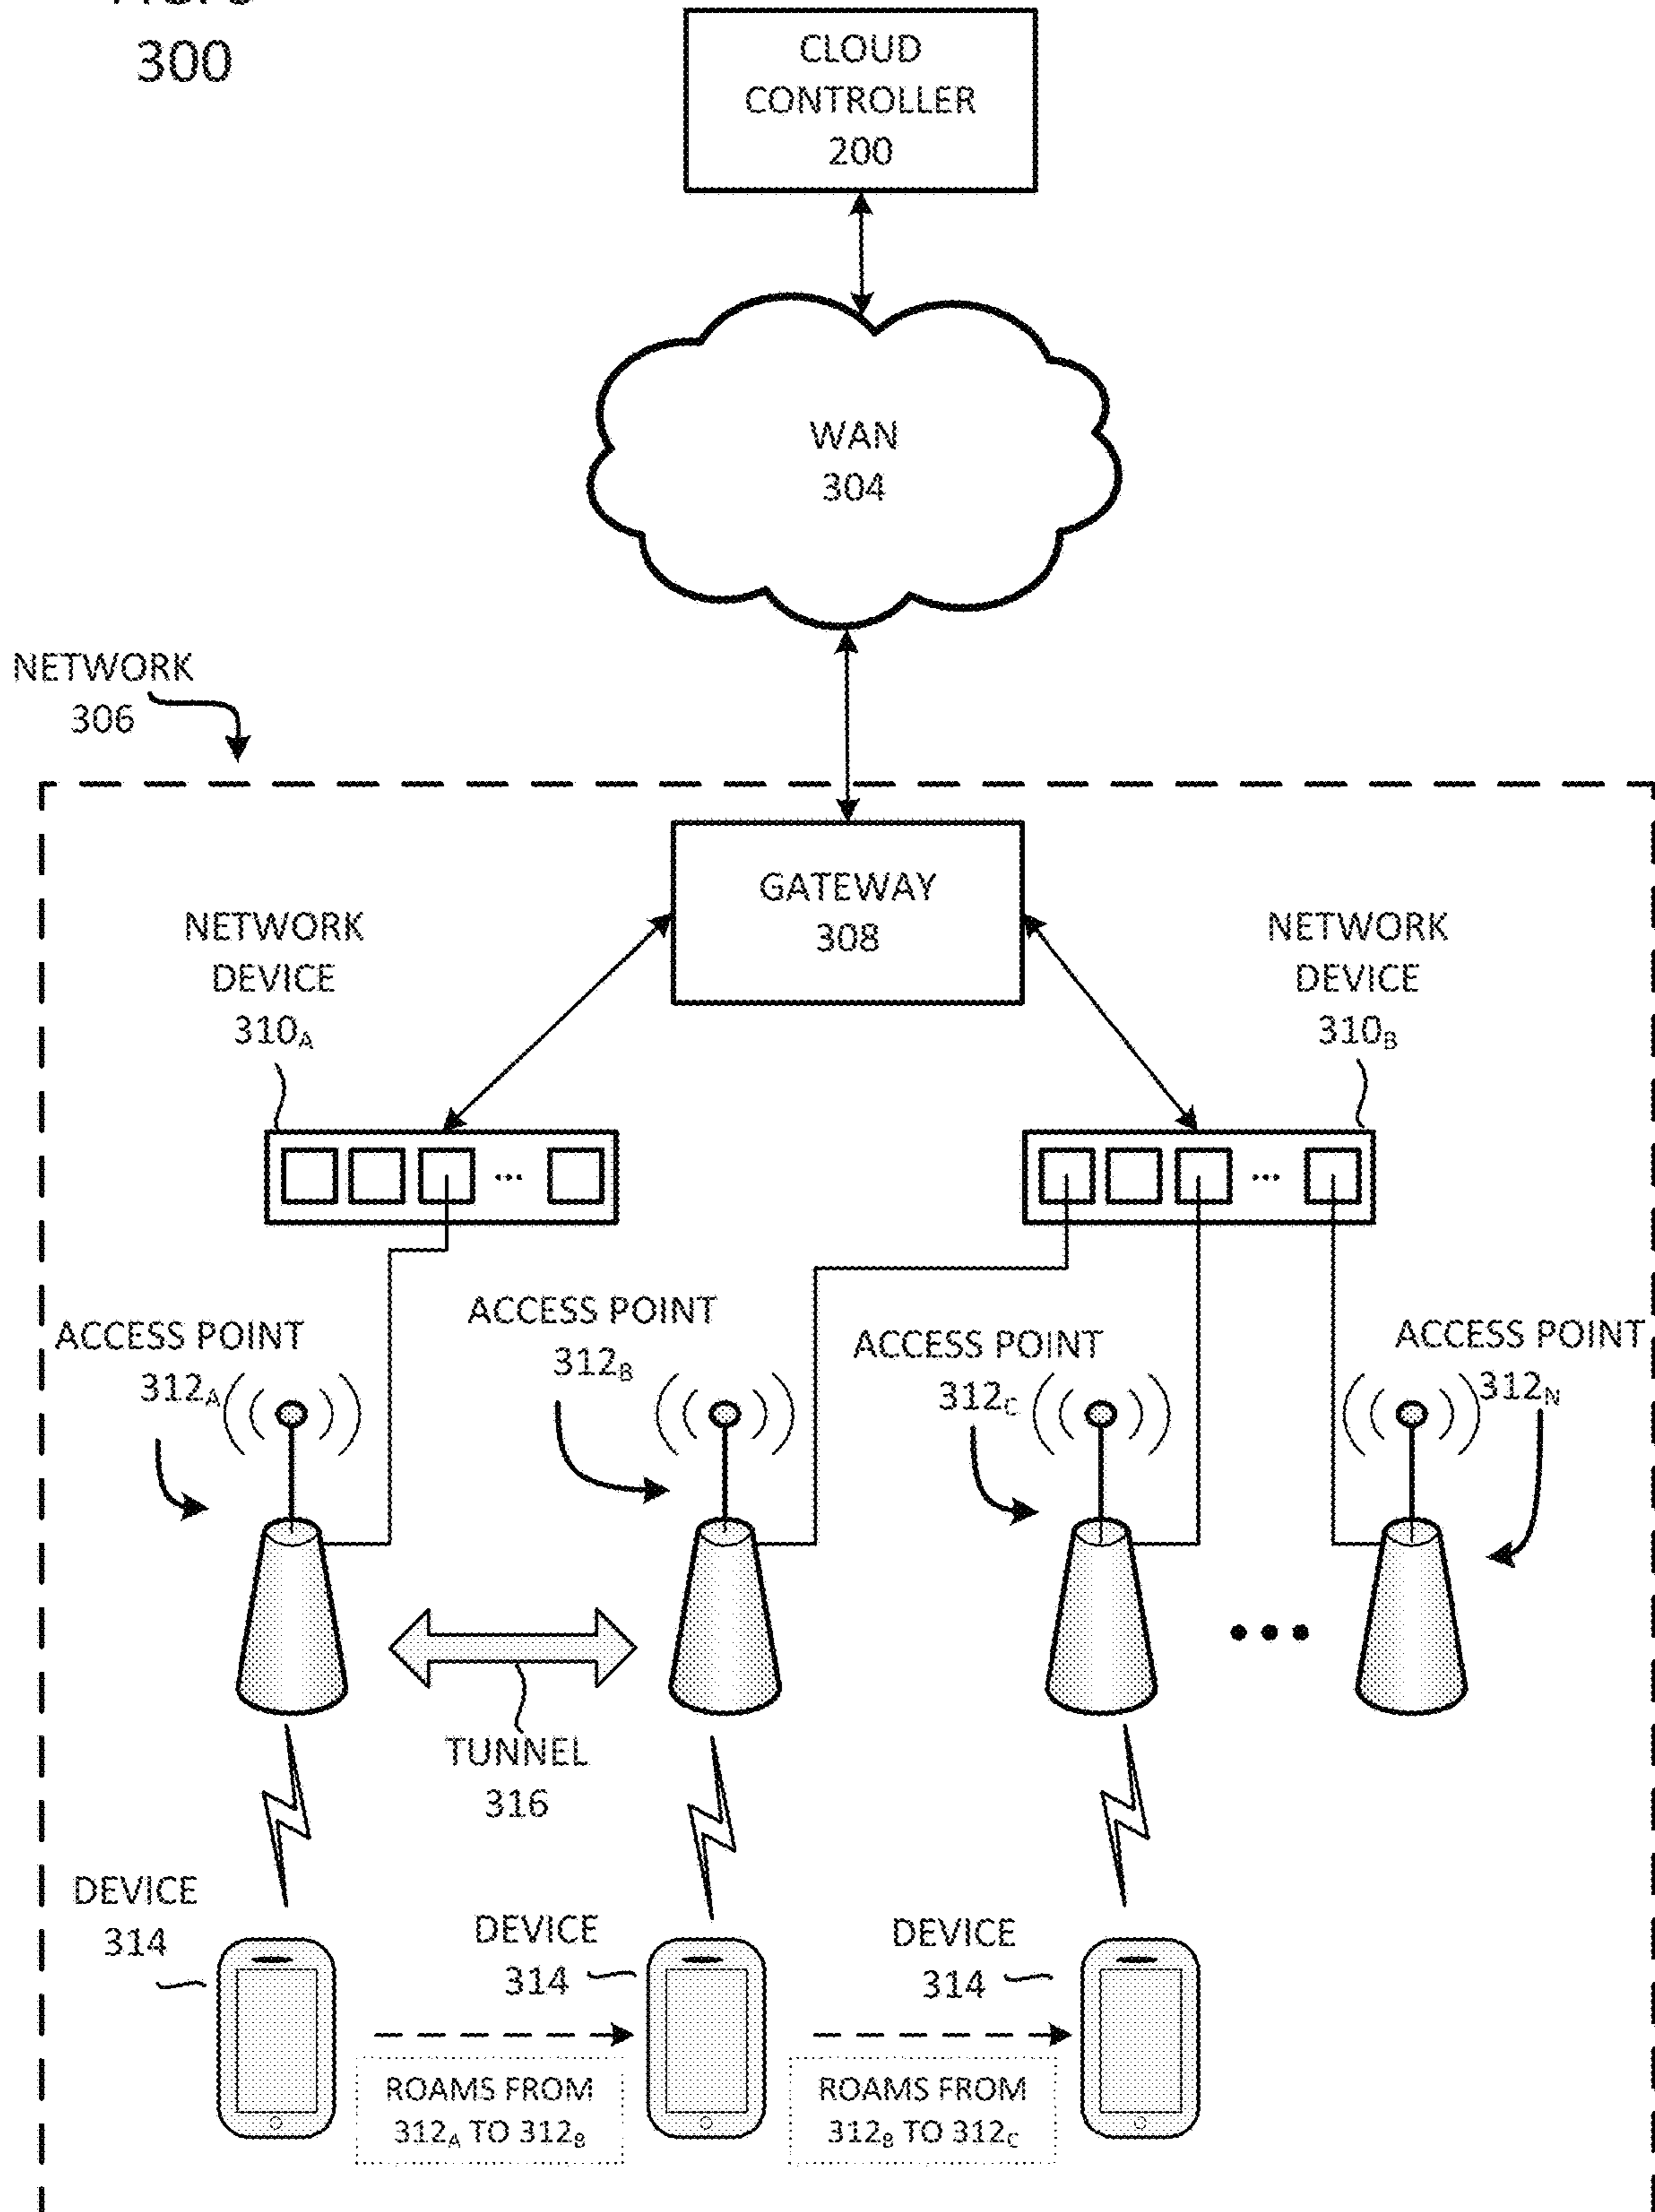 300
CLOUD
CONTROLLER
200
WAN
304
NETWORK
306
GATEWAY
308
NETWORK
DEVICE
310A
NETWORK
DEVICE
310B
...
...
ACCESS POINT
312A
ACCESS POINT
312B
ACCESS POINT
312C
ACCESS POINT
312N
TUNNEL
316
DEVICE
314
DEVICE
314
DEVICE
314
ROAMS FROM
312A TO 312B
ROAMS FROM
312B TO 312C